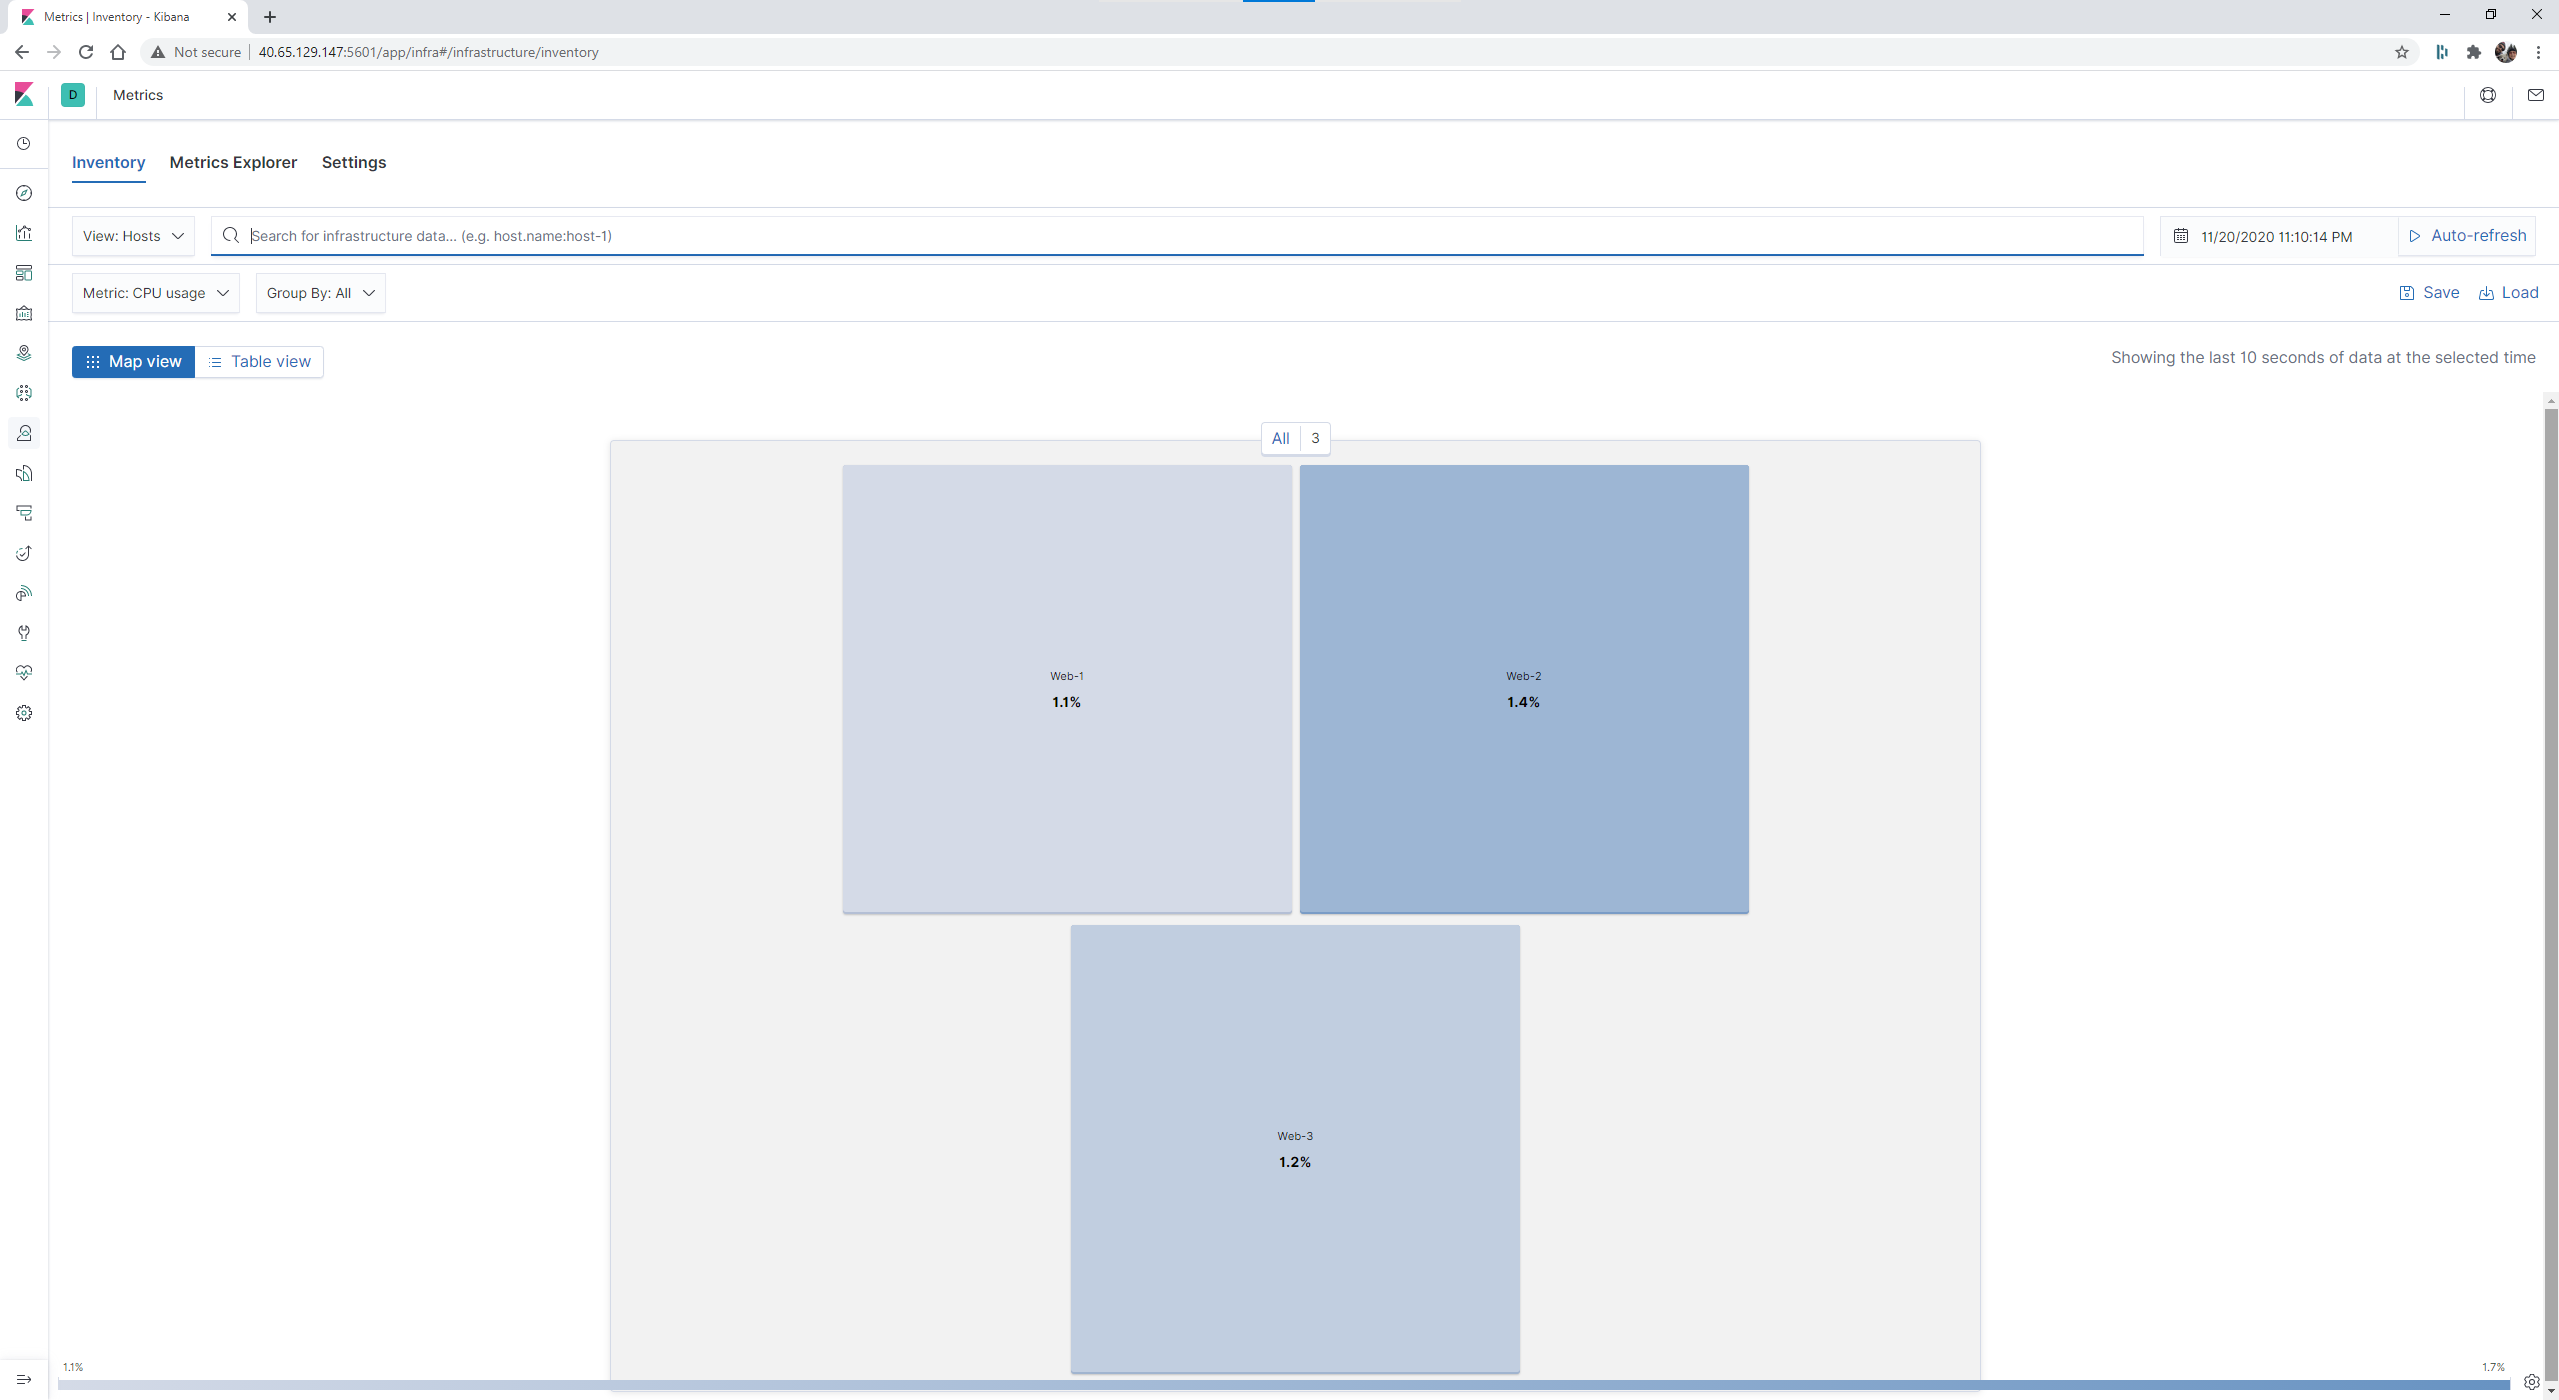 Metrics | Inventory - Kibana
Not secure | 40.65.129.147:5601/app/infra#/infrastructure/inventory
D Metrics
Inventory Metrics Explorer Settings
View: Hosts Search for infrastructure data... (e.g. host.name:host-1) 11/20/2020 11:10:14 PM Auto-refresh
Metric: CPU usage Group By: All Save Load
Map view Table view Showing the last 10 seconds of data at the selected time
All 3
Web-1 Web-2
1.1% 1.4%
Web-3
1.2%
1.1% 1.7%